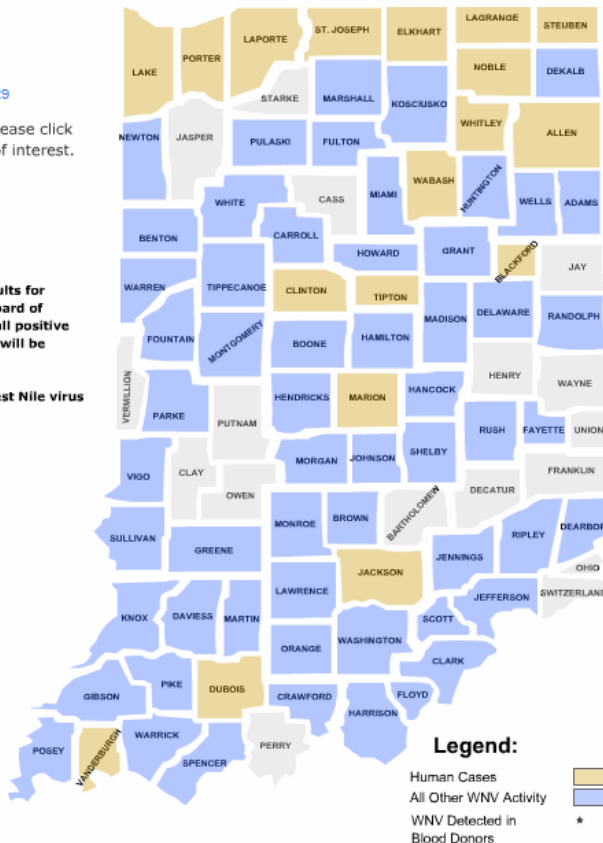 29
ease click
of interest.
ults for
oard of
all positive
will be
est Nile virus
LAKE
PORTER
LAPORTE
ST. JOSEPH
ELKHART
LAGRANGE
STEUBEN
NOBLE
DEKALB
STARKE
MARSHALL
KOSCIUSKO
WHITLEY
ALLEN
NEWTON
JASPER
PULASKI
FULTON
WHITE
CASS
MIAMI
WABASH
HUNTINGTON
WELLS
ADAMS
BENTON
CARROLL
HOWARD
GRANT
BLACKFORD
JAY
WARREN
TIPPECANOE
CLINTON
TIPTON
MADISON
DELAWARE
RANDOLPH
FOUNTAIN
MONTGOMERY
BOONE
HAMILTON
VERMILLION
PARKE
PUTNAM
HENDRICKS
MARION
HANCOCK
HENRY
WAYNE
RUSH
FAYETTE
UNION
VIGO
CLAY
OWEN
MORGAN
JOHNSON
SHELBY
DECATUR
FRANKLIN
SULLIVAN
GREENE
MONROE
BROWN
BARTHOLOMEW
JENNINGS
RIPLEY
DEARBOR
OHIO
SWITZERLAND
KNOX
DAVIESS
MARTIN
LAWRENCE
JACKSON
SCOTT
JEFFERSON
ORANGE
WASHINGTON
CLARK
GIBSON
PIKE
DUBOIS
CRAWFORD
HARRISON
FLOYD
POSEY
VANDERBURGH
WARRICK
SPENCER
PERRY
Legend:
Human Cases
All Other WNV Activity
WNV Detected in *
Blood Donors